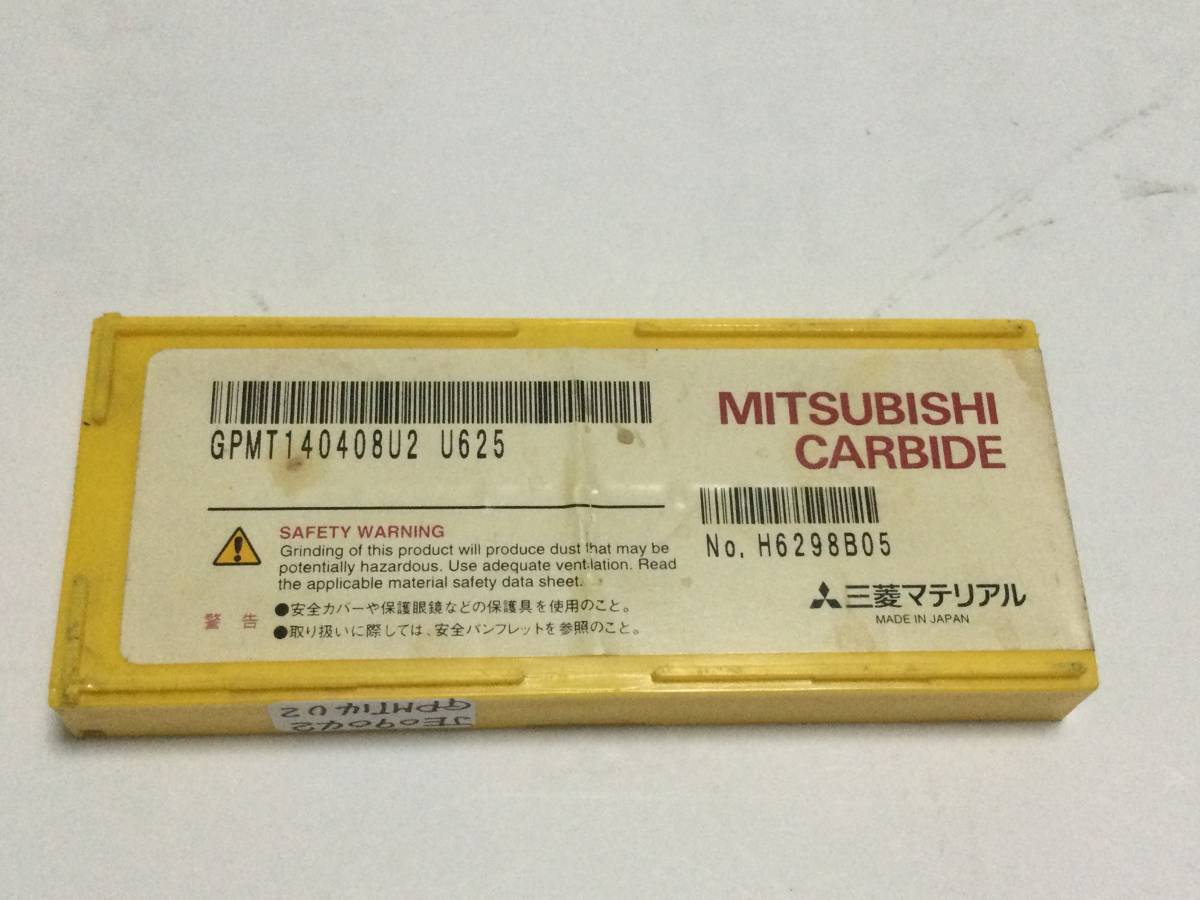 GPMT140408U2 U625
MITSUBISHI
CARBIDE
No. H6298B05
SAFETY WARNING
Grinding of this product will produce dust that may be
potentially hazardous. Use adequate ventilation. Read
the applicable material safety data sheet.
警告
●安全カバーや保護眼鏡などの保護具を使用のこと。
●取り扱いに際しては、安全パンフレットを参照のこと。
三菱マテリアル
MADE IN JAPAN
JE090942
GPMT14 U2